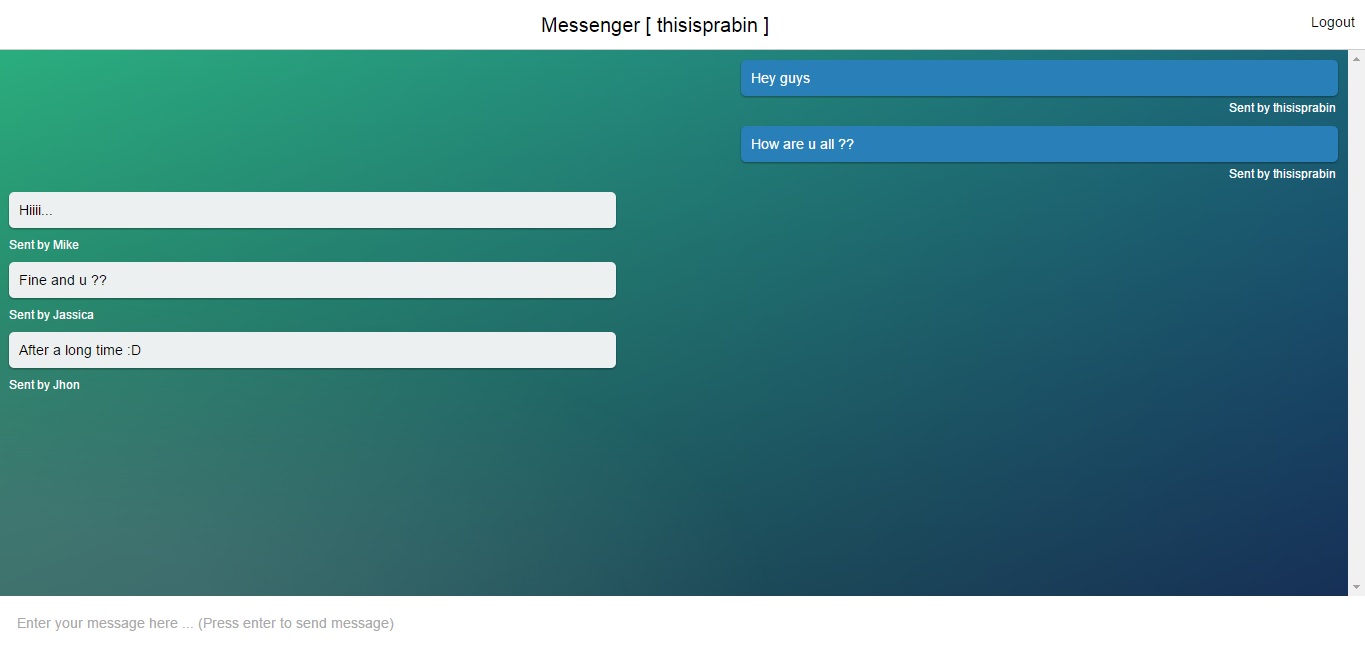 Messenger [ thisisprabin ]
Logout
Hey guys
Sent by thisisprabin
How are u all ??
Sent by thisisprabin
Hiiii...
Sent by Mike
Fine and u ??
Sent by Jassica
After a long time :D
Sent by Jhon
Enter your message here ... (Press enter to send message)